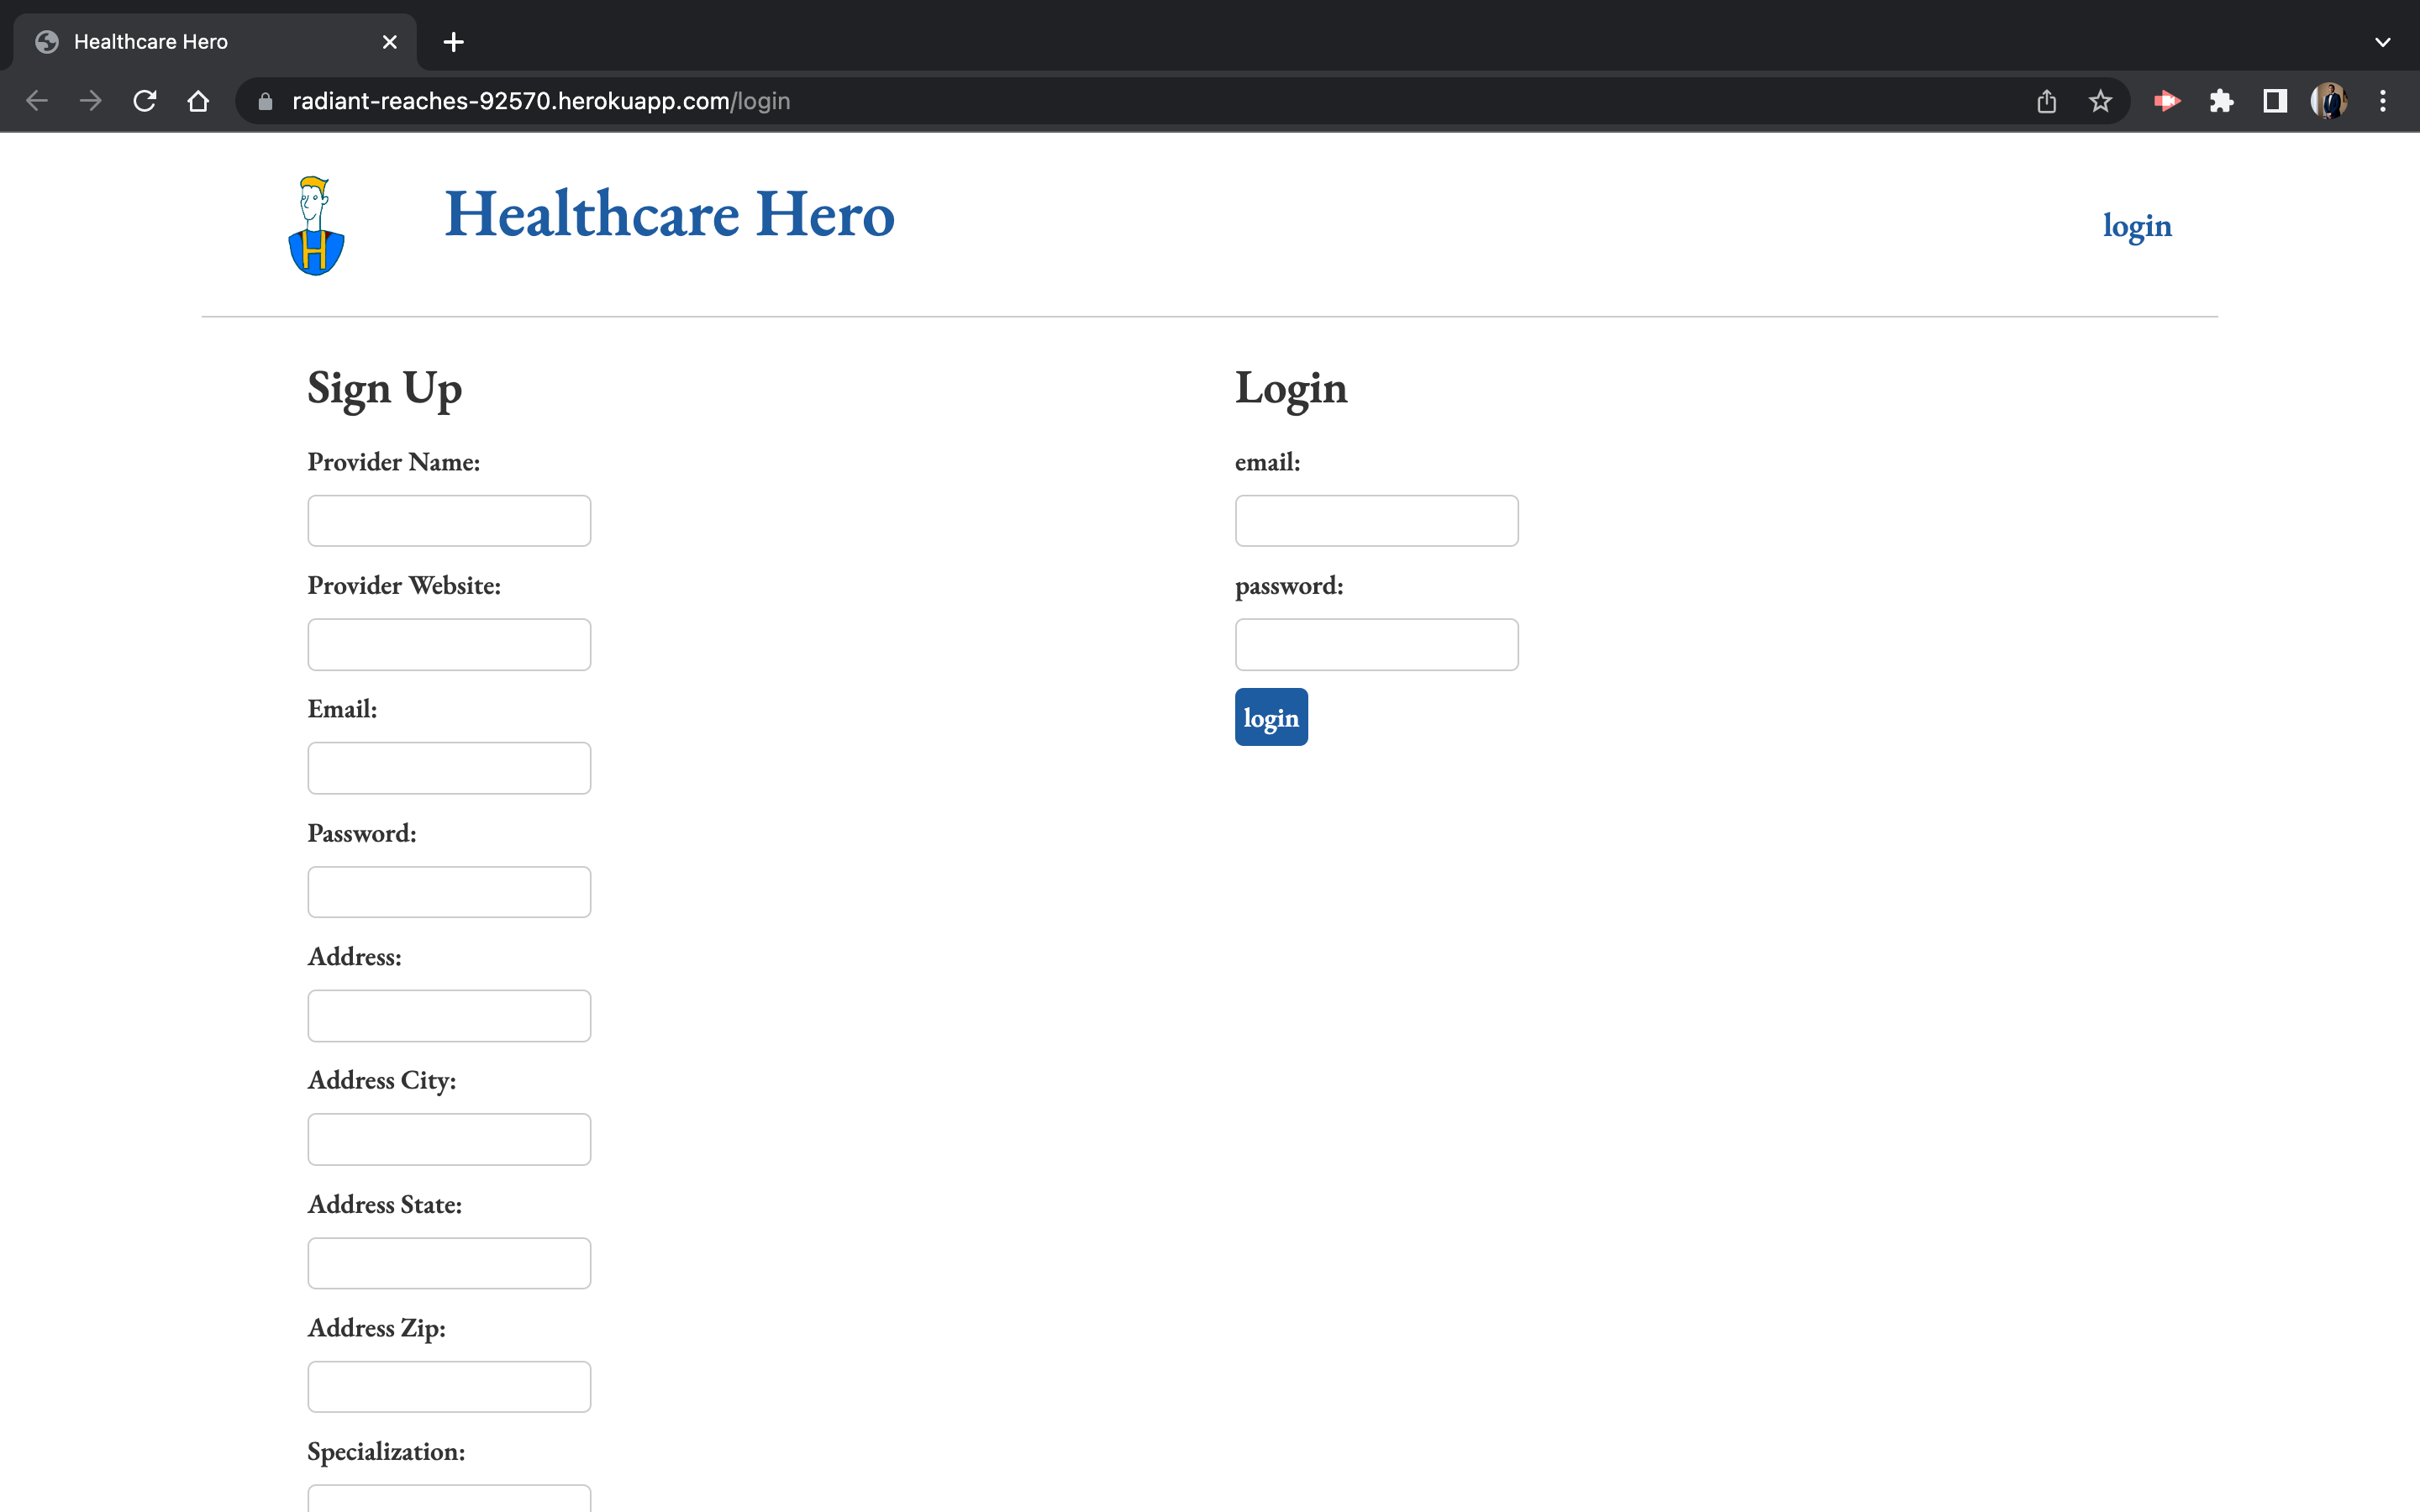 Healthcare Hero
radiant-reaches-92570.herokuapp.com/login
H
Healthcare Hero
login
Sign Up
Provider Name:
Provider Website:
Email:
Password:
Address:
Address City:
Address State:
Address Zip:
Specialization:
Login
email:
password:
login